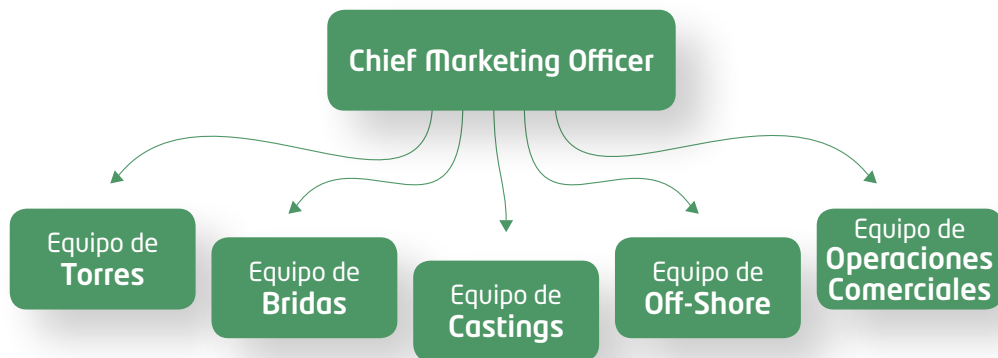 Chief Marketing Officer
Equipo de
Torres
Equipo de
Bridas
Equipo de
Castings
Equipo de
Off-Shore
Equipo de
Operaciones
Comerciales